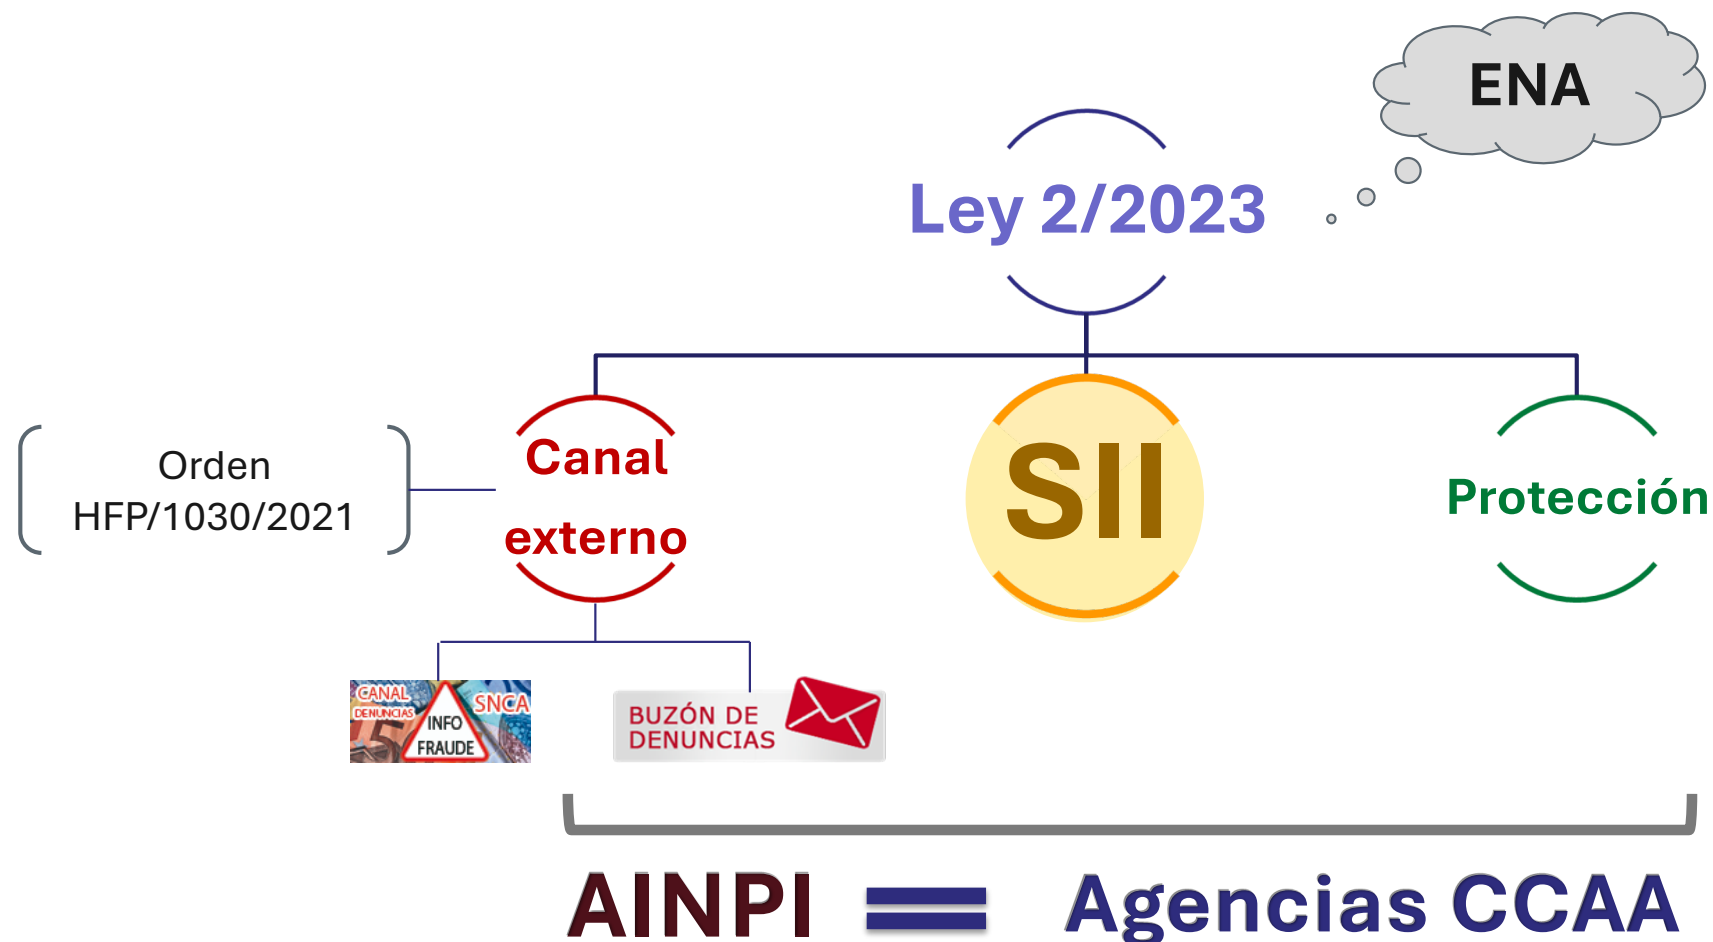 ENA
Ley 2/2023
Orden
HFP/1030/2021
Canal
externo
SII
Protección
CANAL
DENUNCIAS
SNCA
INFO
FRAUDE
BUZÓN DE
DENUNCIAS
AINPI = Agencias CCAA